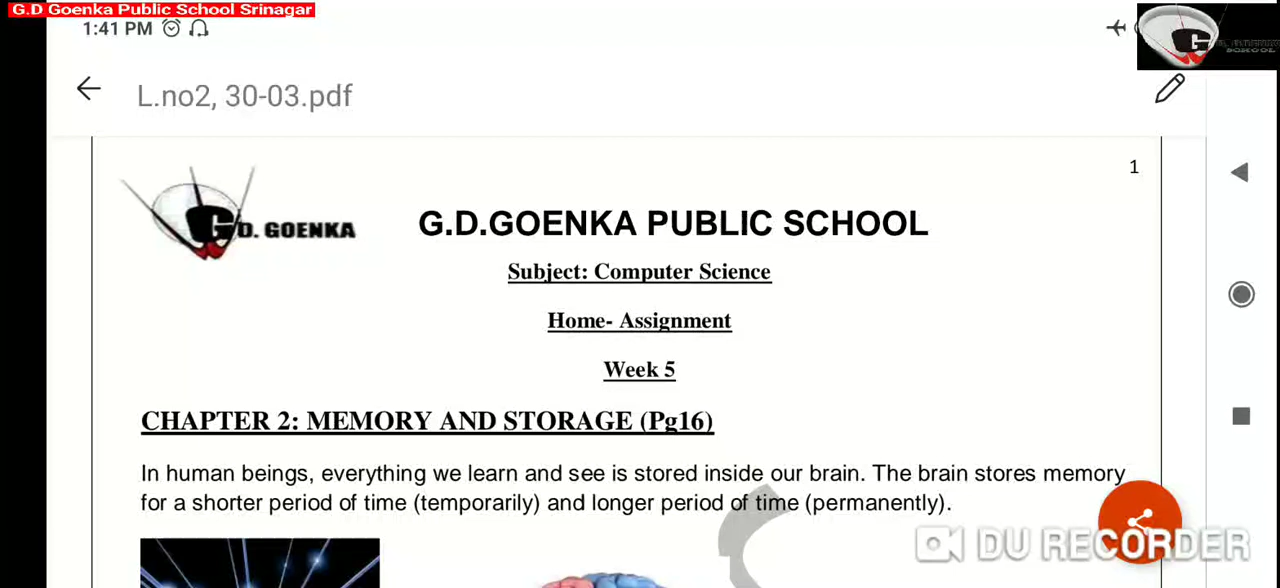 G.D Goenka Public School Srinagar
1:41 PM
L.no2, 30-03.pdf
1
G D. GOENKA
G.D.GOENKA PUBLIC SCHOOL
Subject: Computer Science
Home- Assignment
Week 5
CHAPTER 2: MEMORY AND STORAGE (Pg16)
In human beings, everything we learn and see is stored inside our brain. The brain stores memory
for a shorter period of time (temporarily) and longer period of time (permanently).
DU RECORDER